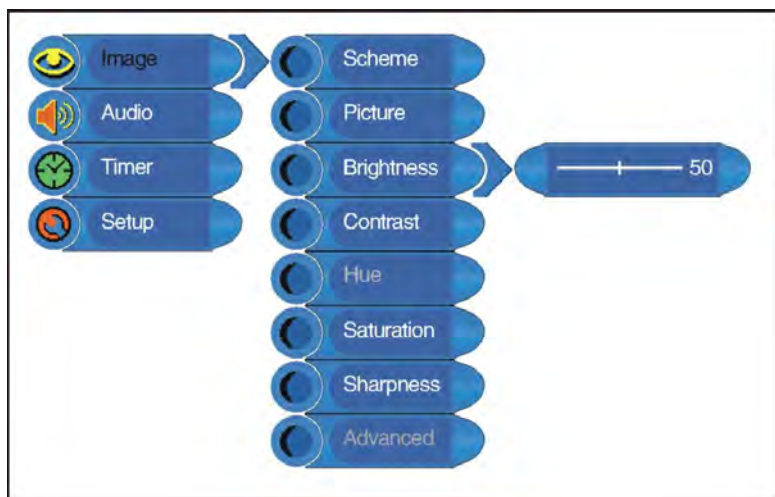 Image
Audio
Timer
Setup
Scheme
Picture
Brightness
50
Contrast
Hue
Saturation
Sharpness
Advanced